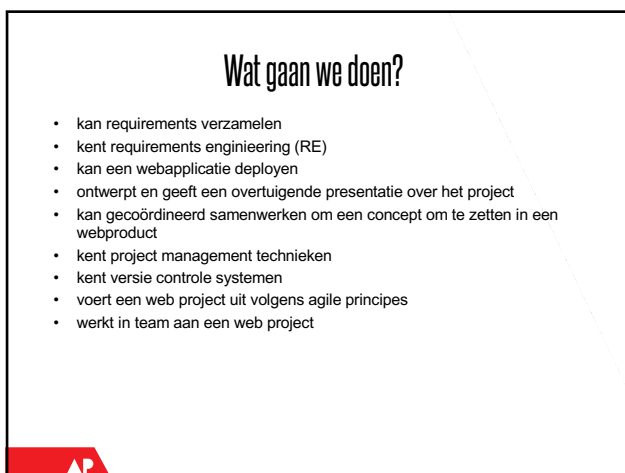 Wat gaan we doen?
• kan requirements verzamelen
• kent requirements enginieering (RE)
• kan een webapplicatie deployen
• ontwerpt en geeft een overtuigende presentatie over het project
• kan gecoördineerd samenwerken om een concept om te zetten in een
webproduct
• kent project management technieken
• kent versie controle systemen
• voert een web project uit volgens agile principes
• werkt in team aan een web project
AP